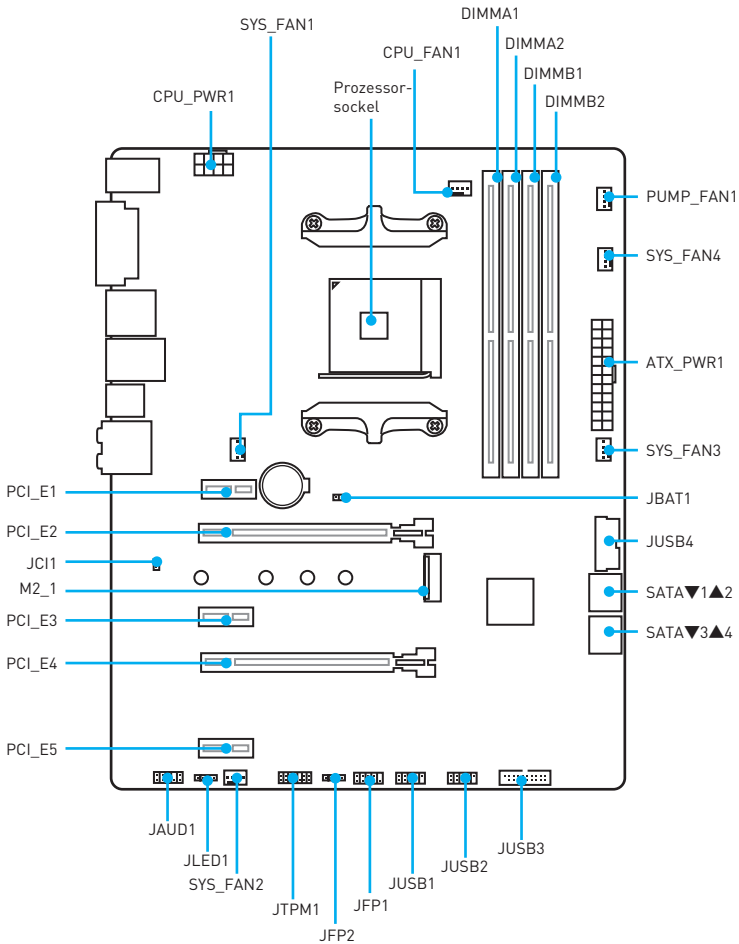 DIMMA1
SYS_FAN1
DIMMA2
CPU_FAN1
DIMMB1
Prozessor-
sockel
CPU_PWR1
DIMMB2
PUMP_FAN1
SYS_FAN4
ATX_PWR1
SYS_FAN3
PCI_E1
JBAT1
PCI_E2
JUSB4
JCI1
M2_1
SATA▼1▲2
PCI_E3
SATA▼3▲4
PCI_E4
PCI_E5
JAUD1
JLED1
SYS_FAN2
JTPM1
JFP2
JFP1
JUSB1
JUSB2
JUSB3